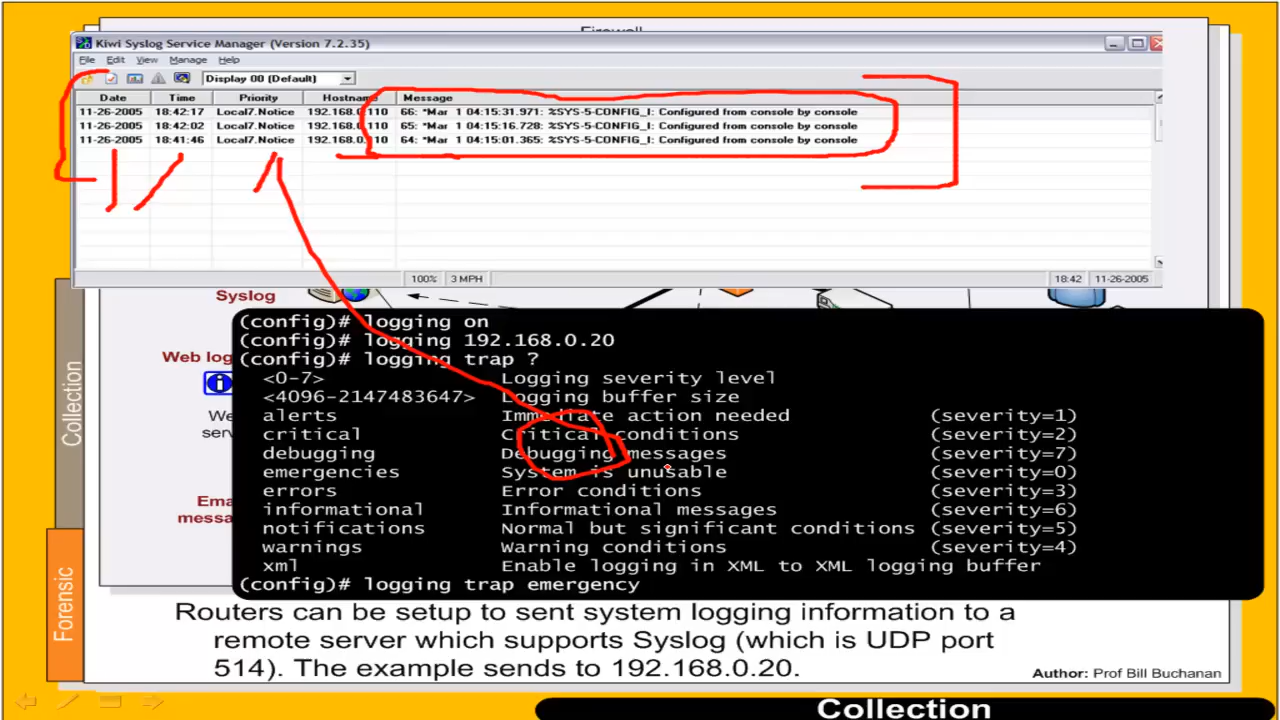 Firewall
Kiwi Syslog Service Manager (Version 7.2.35)
File Edit View Manage Help
Display 00 (Default)
Date Time Priority Hostname Message
11-26-2005 18:42:17 Local7.Notice 192.168.0.110 66: *Mar 1 04:15:31.971: %SYS-5-CONFIG_I: Configured from console by console
11-26-2005 18:42:02 Local7.Notice 192.168.0.110 65: *Mar 1 04:15:16.728: %SYS-5-CONFIG_I: Configured from console by console
11-26-2005 18:41:46 Local7.Notice 192.168.0.110 64: *Mar 1 04:15:01.365: %SYS-5-CONFIG_I: Configured from console by console
100% 3 MPH 18:42 11-26-2005
Syslog
Web log
We
serv
Ema
messa
Collection
Forensic
(config)# logging on
(config)# logging 192.168.0.20
(config)# logging trap ?
<0-7> Logging severity level
<4096-2147483647> Logging buffer size
alerts Immediate action needed (severity=1)
critical Critical conditions (severity=2)
debugging Debugging messages (severity=7)
emergencies System is unusable (severity=0)
errors Error conditions (severity=3)
informational Informational messages (severity=6)
notifications Normal but significant conditions (severity=5)
warnings Warning conditions (severity=4)
xml Enable logging in XML to XML logging buffer
(config)# logging trap emergency
Routers can be setup to sent system logging information to a
remote server which supports Syslog (which is UDP port
514). The example sends to 192.168.0.20.
Author: Prof Bill Buchanan
Collection